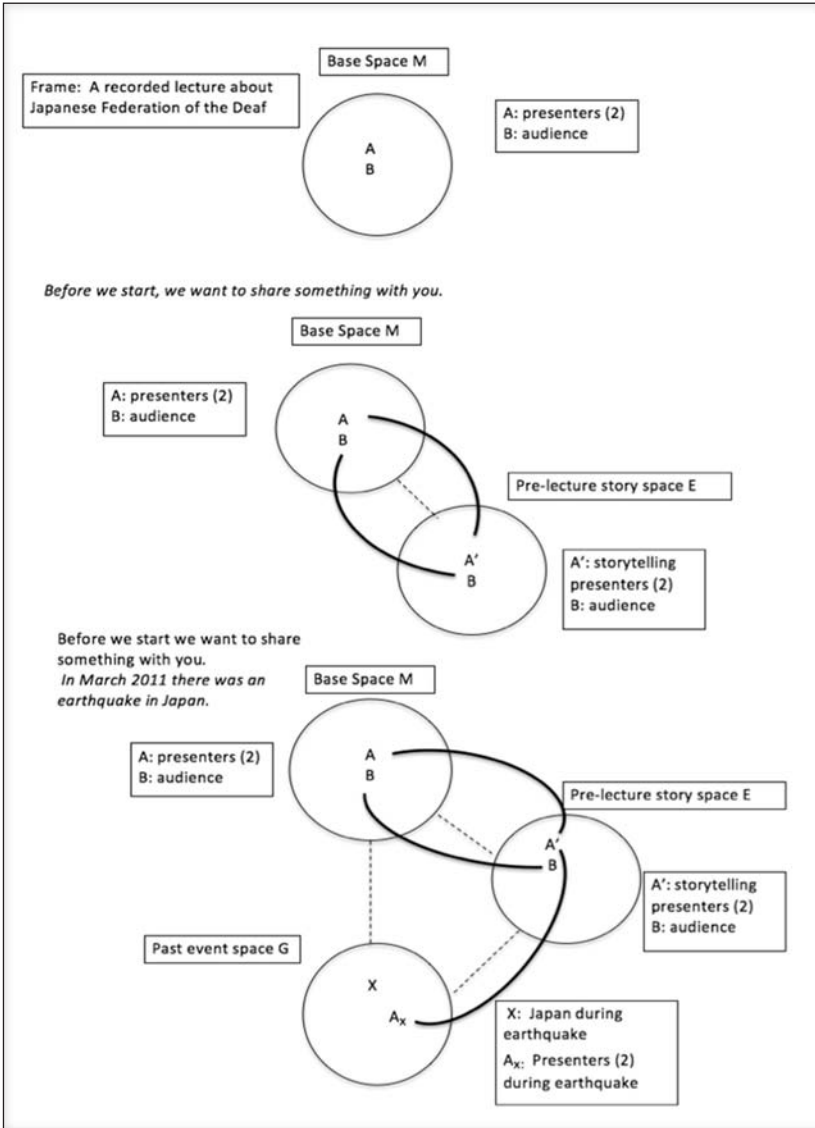 Base Space M
Frame: A recorded lecture about
Japanese Federation of the Deaf
A: presenters (2)
B: audience
A
B
Before we start, we want to share something with you.
Base Space M
A: presenters (2)
B: audience
A
B
Pre-lecture story space E
A′
B
A′: storytelling
presenters (2)
B: audience
Before we start we want to share
something with you.
In March 2011 there was an
earthquake in Japan.
Base Space M
A: presenters (2)
B: audience
A
B
Pre-lecture story space E
A′
B
A′: storytelling
presenters (2)
B: audience
Past event space G
X
Aₓ
X: Japan during
earthquake
Aₓ: Presenters (2)
during earthquake